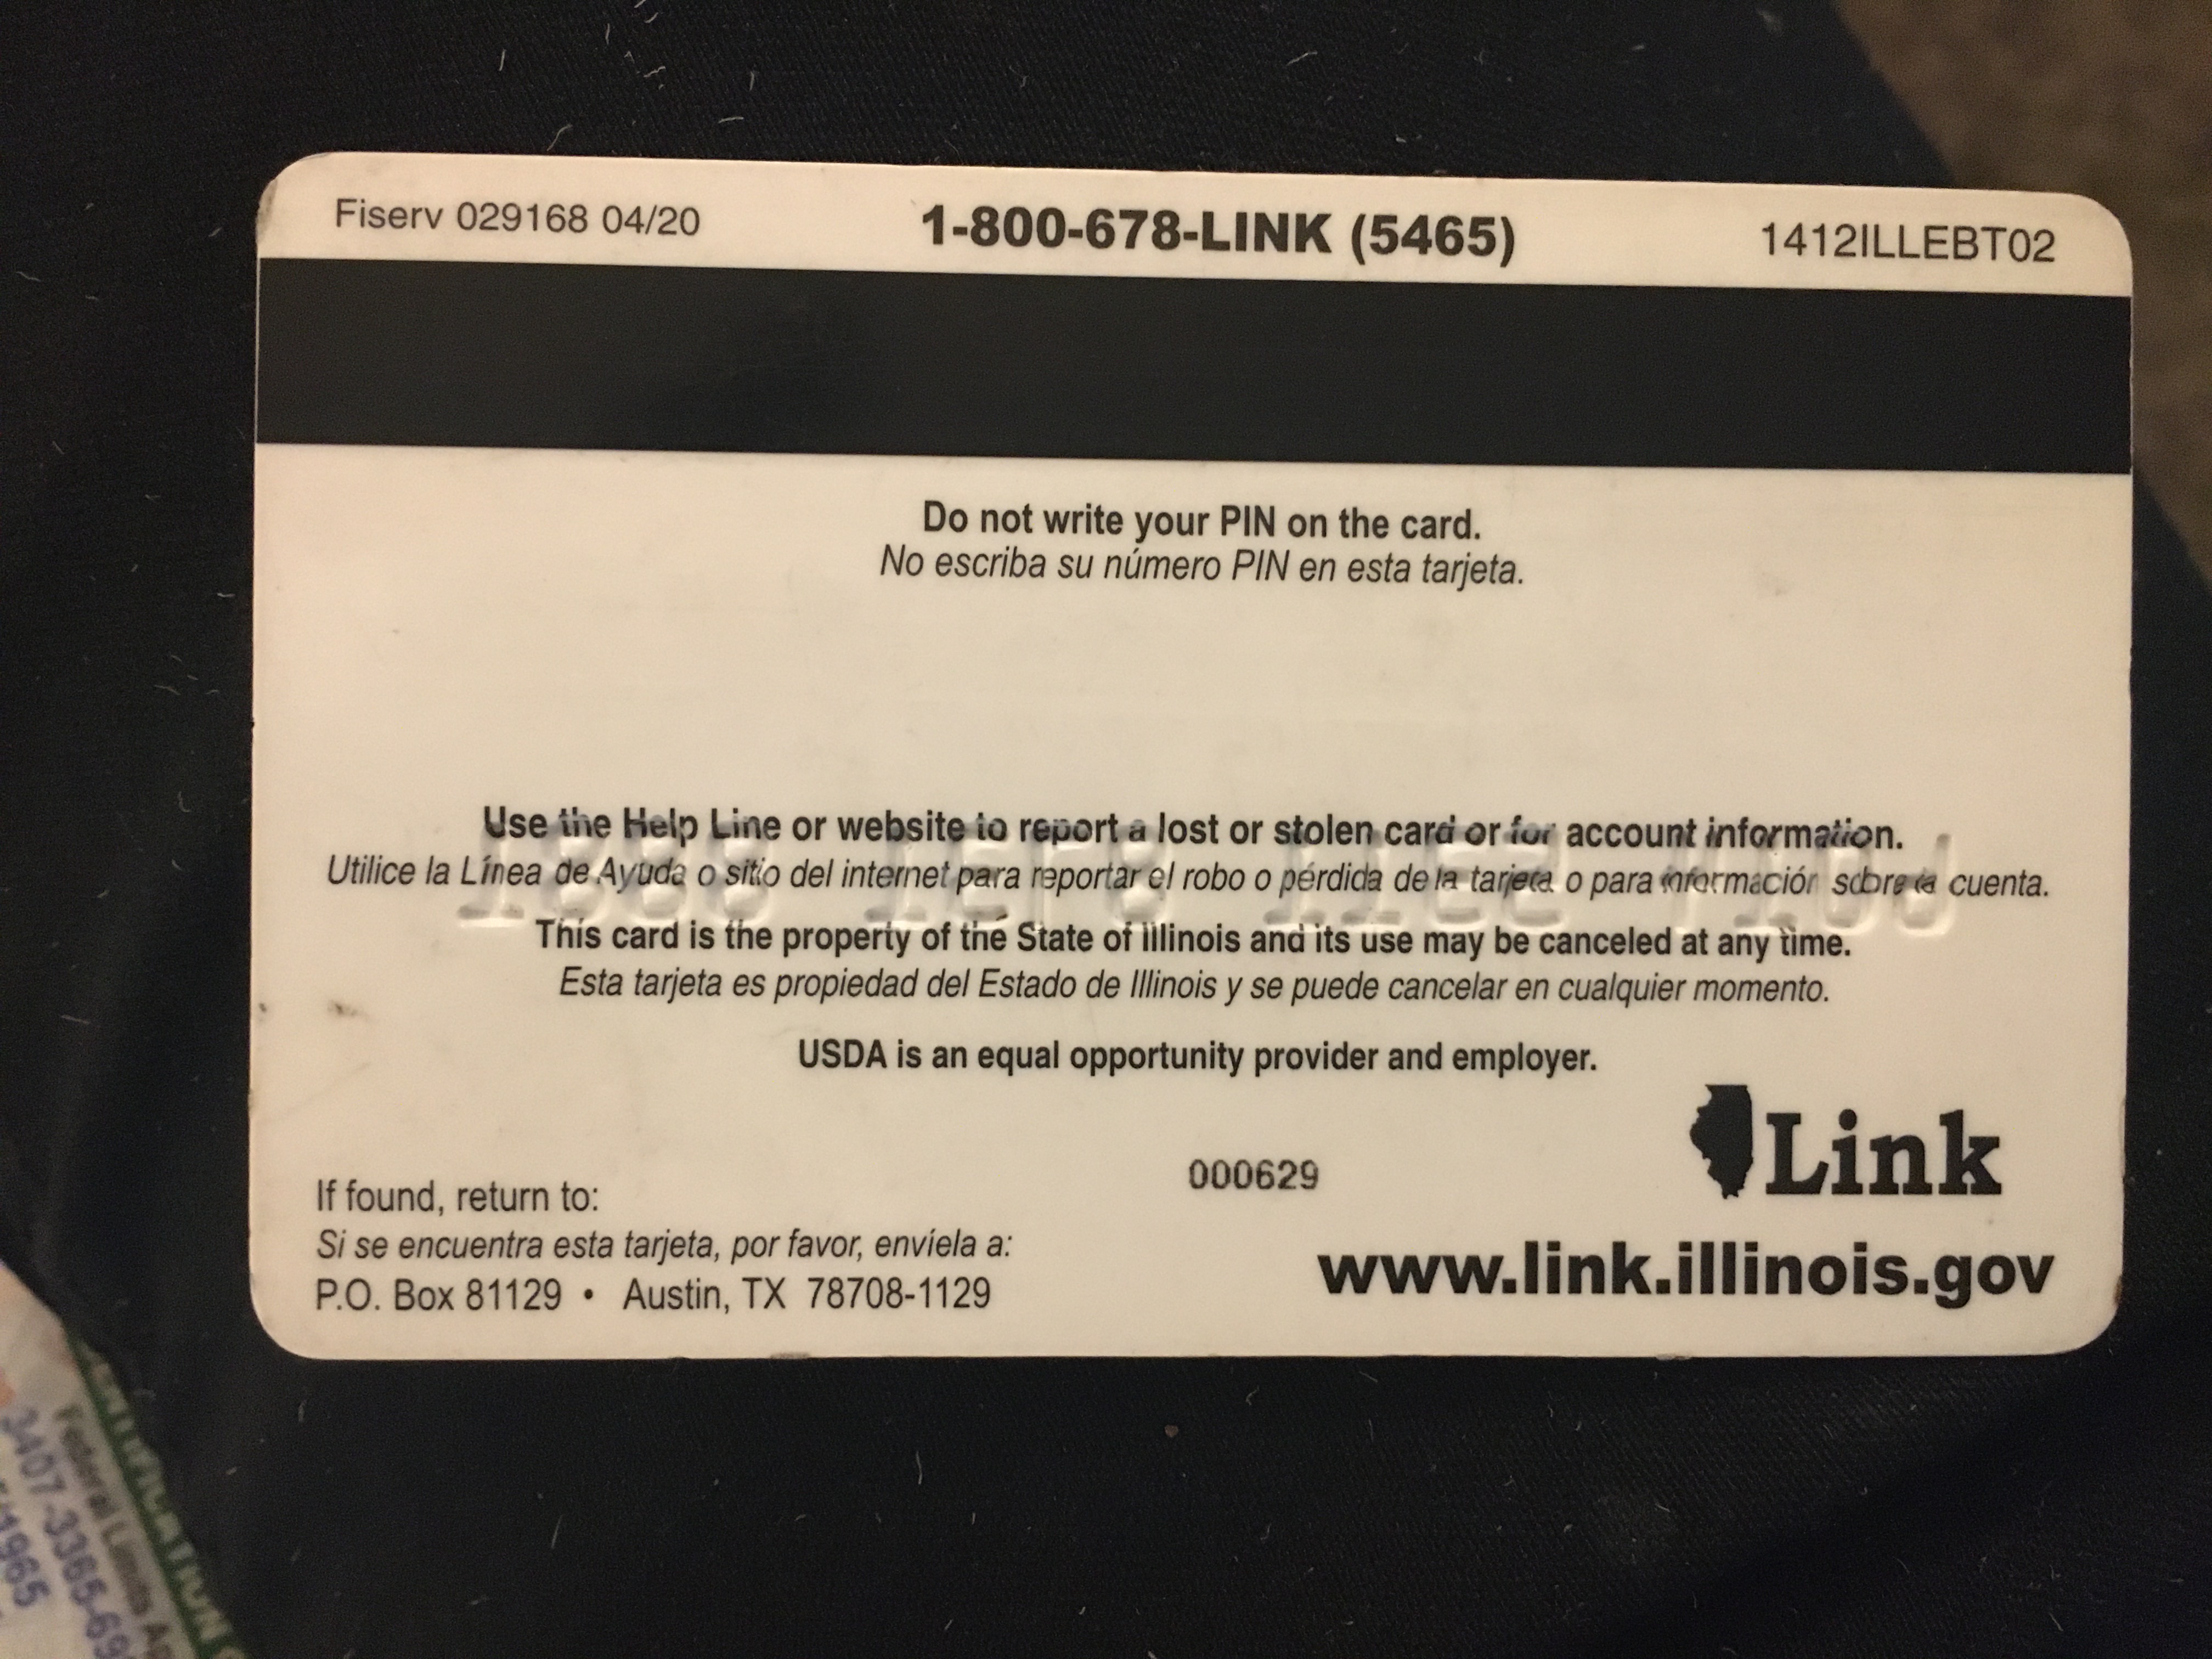 Fiserv 029168 04/20
1-800-678-LINK (5465)
1412ILLEBT02
Do not write your PIN on the card.
No escriba su número PIN en esta tarjeta.
Use the Help Line or website to report a lost or stolen card or for account information.
Utilice la Línea de Ayuda o sitio del internet para reportar el robo o pérdida de la tarjeta o para información sobre la cuenta.
This card is the property of the State of Illinois and its use may be canceled at any time.
Esta tarjeta es propiedad del Estado de Illinois y se puede cancelar en cualquier momento.
USDA is an equal opportunity provider and employer.
000629
Link
If found, return to:
Si se encuentra esta tarjeta, por favor, envíela a:
P.O. Box 81129 • Austin, TX 78708-1129
www.link.illinois.gov
Federal Limits